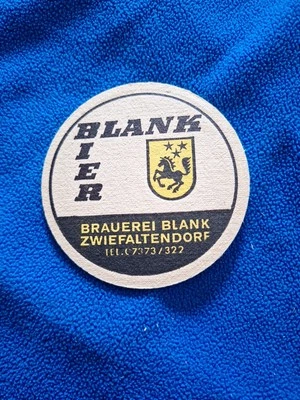 BLANK
BIER
BRAUEREI BLANK
ZWIEFALTENDORF
TEL.07373/322